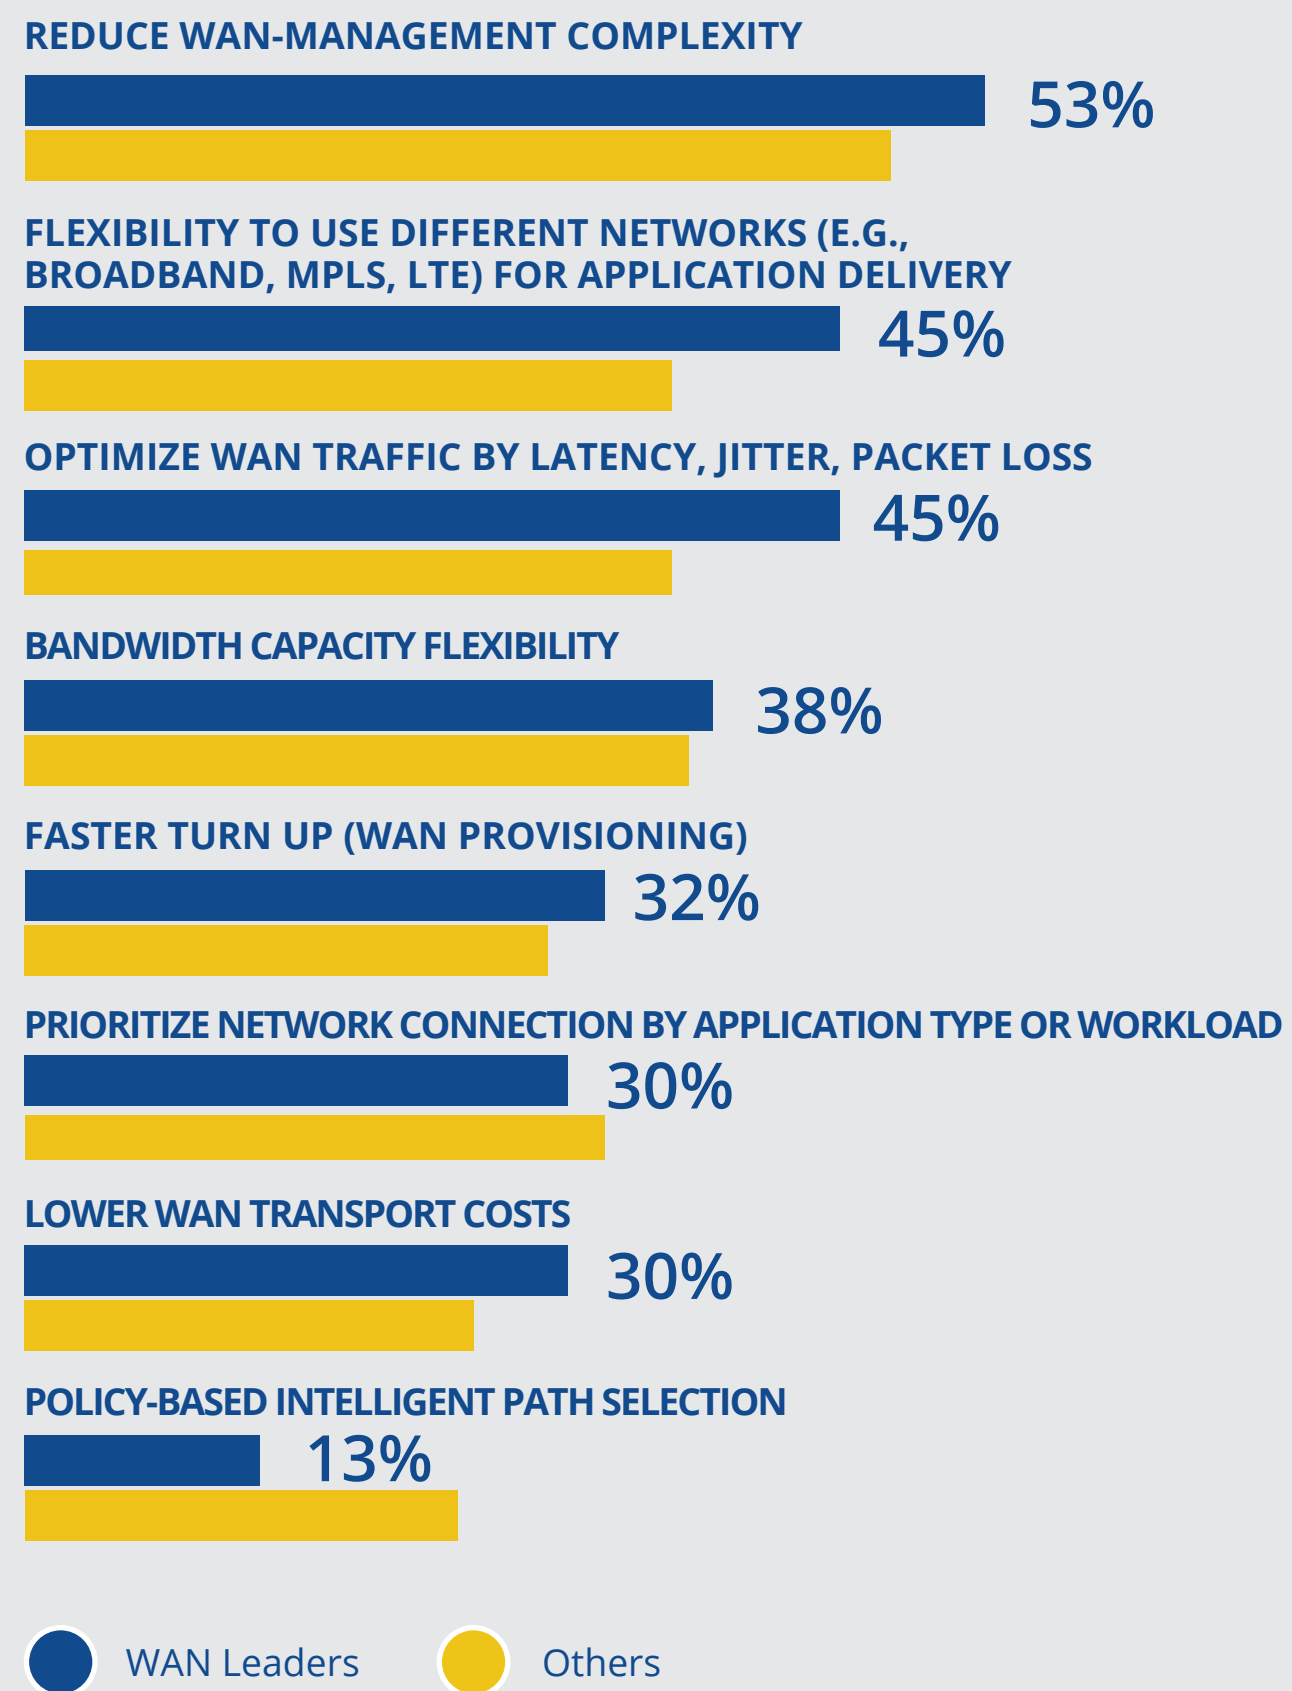 REDUCE WAN-MANAGEMENT COMPLEXITY
53%
FLEXIBILITY TO USE DIFFERENT NETWORKS (E.G.,
BROADBAND, MPLS, LTE) FOR APPLICATION DELIVERY
45%
OPTIMIZE WAN TRAFFIC BY LATENCY, JITTER, PACKET LOSS
45%
BANDWIDTH CAPACITY FLEXIBILITY
38%
FASTER TURN UP (WAN PROVISIONING)
32%
PRIORITIZE NETWORK CONNECTION BY APPLICATION TYPE OR WORKLOAD
30%
LOWER WAN TRANSPORT COSTS
30%
POLICY-BASED INTELLIGENT PATH SELECTION
13%
WAN Leaders
Others